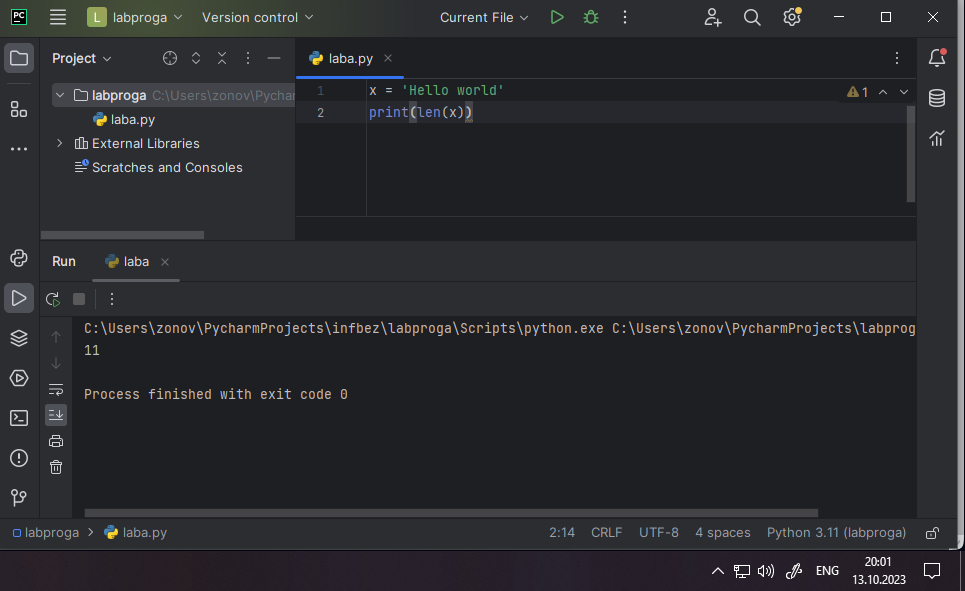 PC L labproga Version control Current File
Project
laba.py
labproga C:\Users\zonov\Pychar
laba.py
External Libraries
Scratches and Consoles
1 x = 'Hello world'
2 print(len(x))
1
Run laba
C:\Users\zonov\PycharmProjects\infbez\labproga\Scripts\python.exe C:\Users\zonov\PycharmProjects\labprog
11
Process finished with exit code 0
labproga > laba.py 2:14 CRLF UTF-8 4 spaces Python 3.11 (labproga)
ENG 20:01
13.10.2023